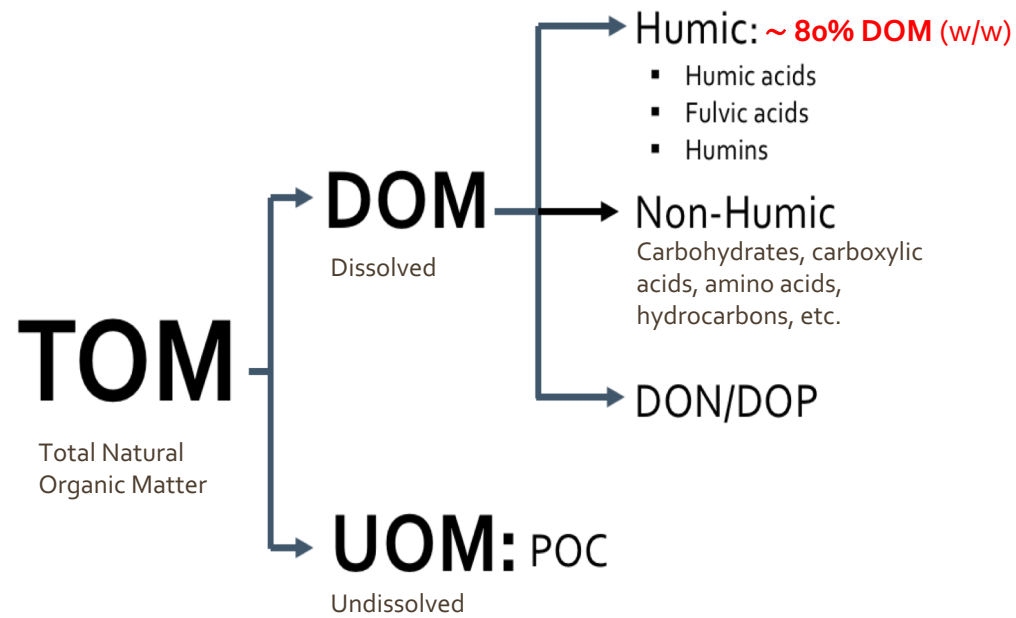 Humic: ~ 80% DOM (w/w)
▪ Humic acids
▪ Fulvic acids
▪ Humins
DOM
Dissolved
Non-Humic
Carbohydrates, carboxylic
acids, amino acids,
hydrocarbons, etc.
TOM
Total Natural
Organic Matter
DON/DOP
UOM: POC
Undissolved